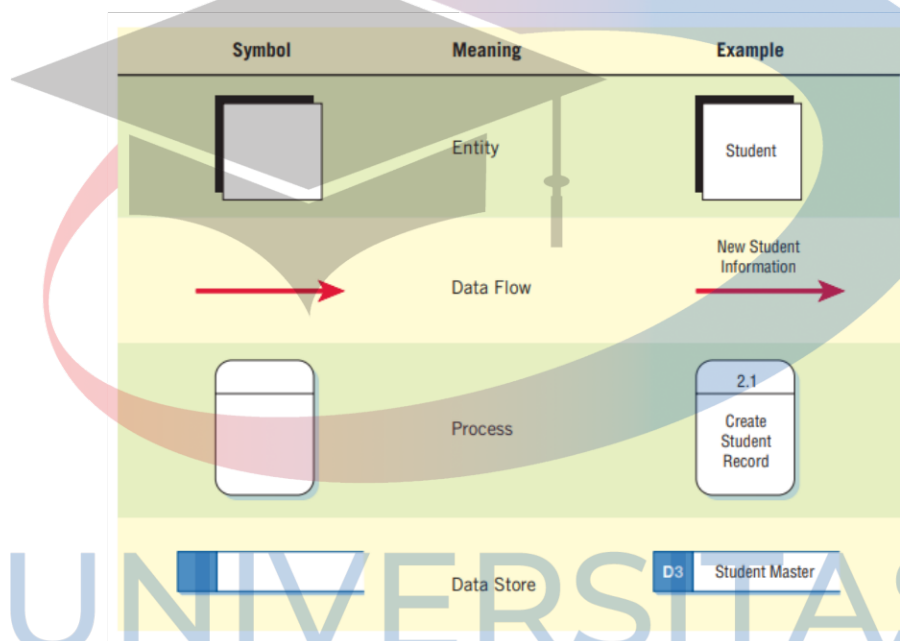 Symbol Meaning Example
Entity
Student
New Student
Information
Data Flow
2.1
Create
Student
Record
Process
Data Store
D3 Student Master
UNIVERSITAS